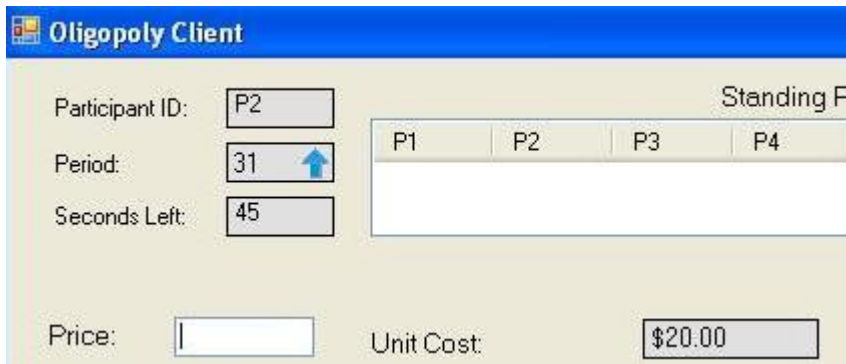 Oligopoly Client
Participant ID: P2
Period: 31
Seconds Left: 45
Standing
P1 P2 P3 P4
Price:
Unit Cost: $20.00